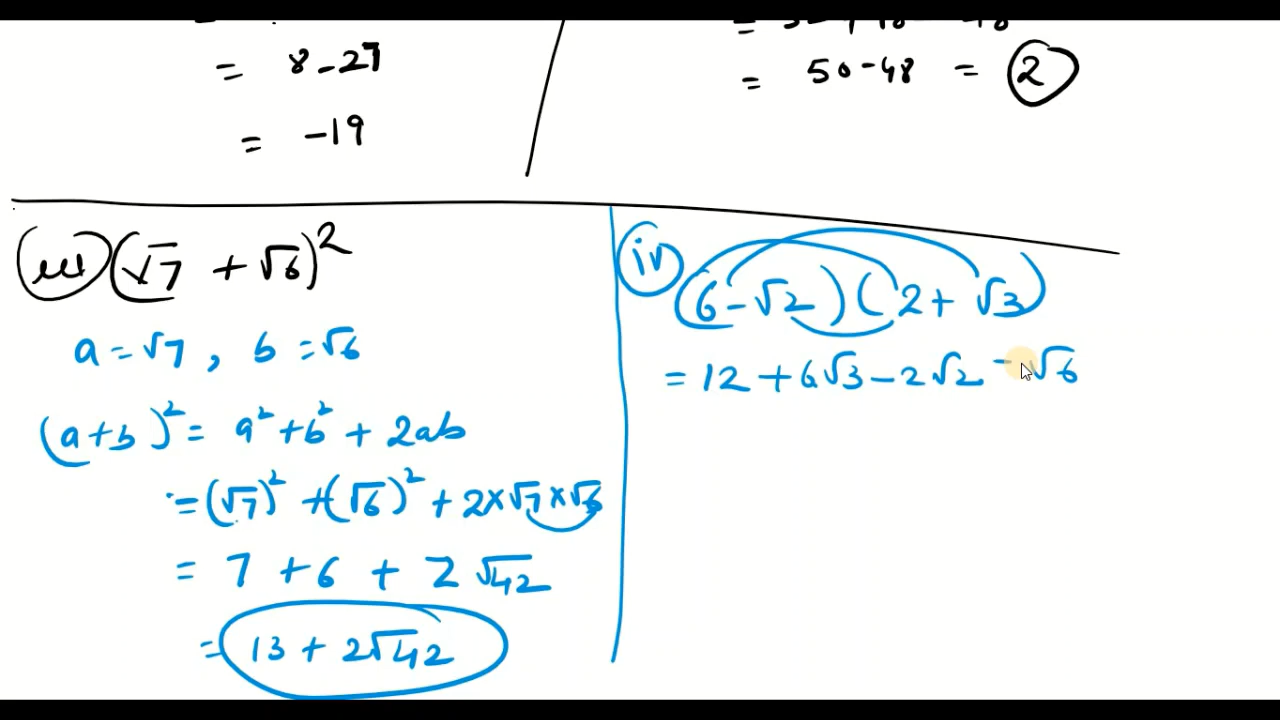 = 8-27
= -19
= 50-48 = 2
iii) (√7 + √6)²
a = √7 , b = √6
(a+b)² = a² + b² + 2ab
= (√7)² + (√6)² + 2×√7×√6
= 7 + 6 + 2√42
= 13 + 2√42
iv (6-√2)(2+√3)
= 12 + 6√3 - 2√2 - √6